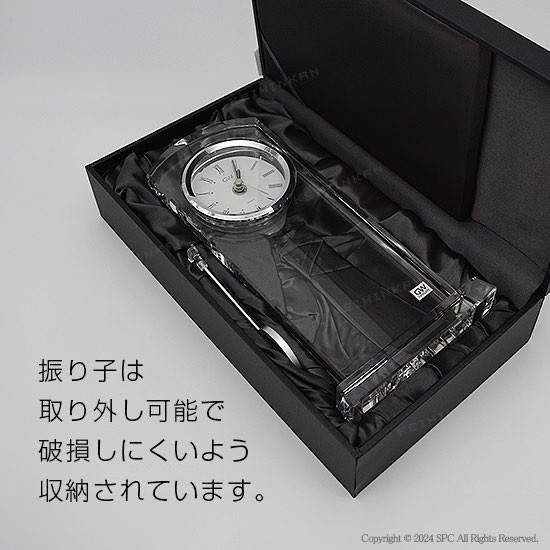 GW
振り子は
取り外し可能で
破損しにくいよう
収納されています。
Copyright © 2024 SPC All Rights Reserved.